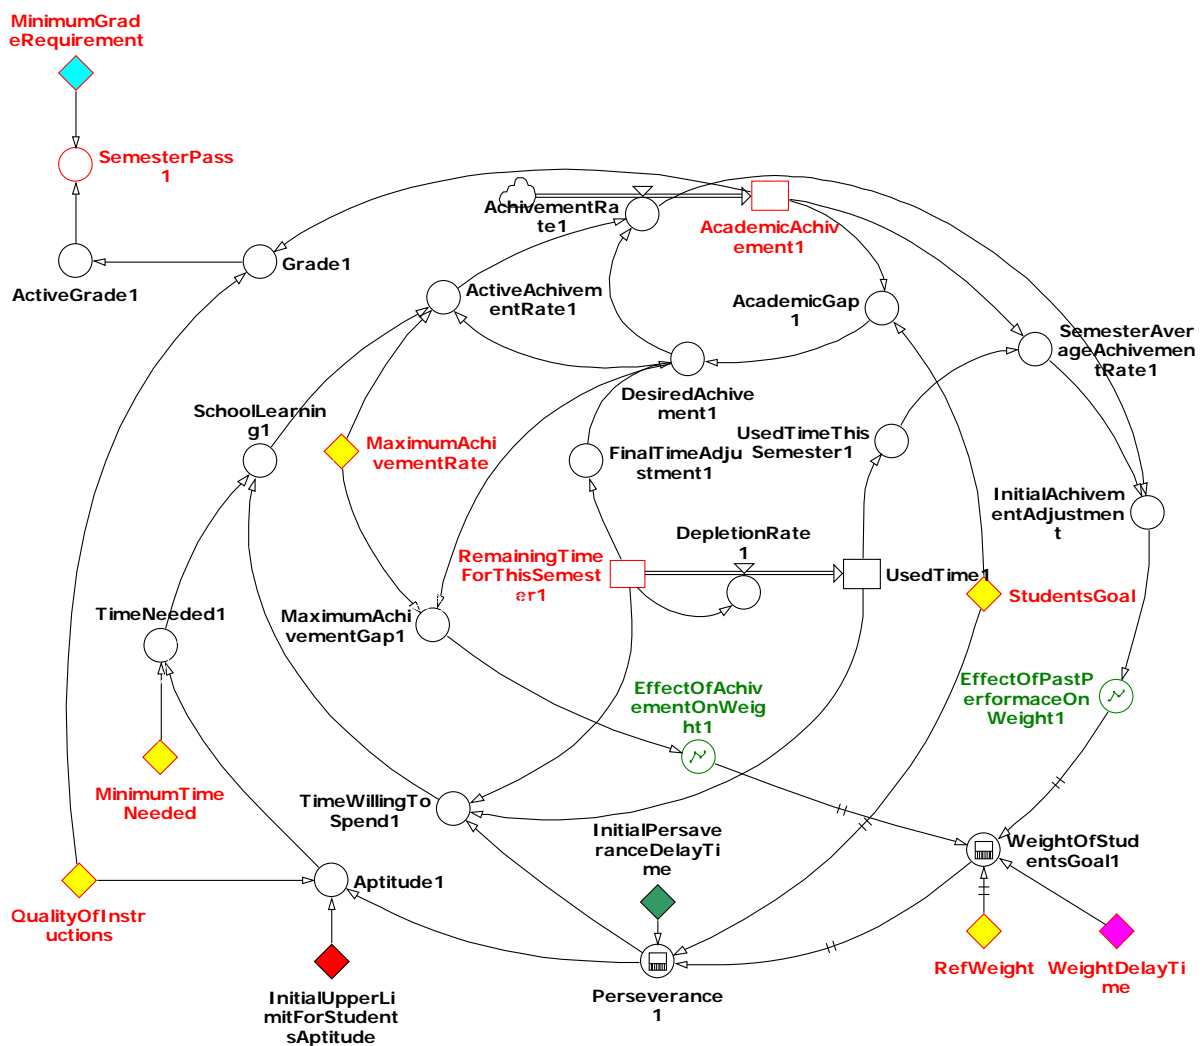 MinimumGrad
eRequirement
SemesterPass
1
ActiveGrade1
Grade1
AchivementRa
te1
AcademicAchiv
ement1
ActiveAchivem
entRate1
AcademicGap
1
SemesterAver
ageAchivemen
tRate1
DesiredAchive
ment1
SchoolLearnin
g1
MaximumAchi
vementRate
FinalTimeAdju
stment1
UsedTimeThis
Semester1
InitialAchivem
entAdjustmen
t
DepletionRate
1
RemainingTime
ForThisSemest
er1
UsedTime1
StudentsGoal
TimeNeeded1
MaximumAchi
vementGap1
EffectOfAchiv
ementOnWeig
ht1
EffectOfPastP
erformaceOn
Weight1
MinimumTime
Needed
TimeWillingTo
Spend1
InitialPersave
ranceDelayTi
me
WeightOfStud
entsGoal1
Aptitude1
QualityOfInstr
uctions
RefWeight
WeightDelayTi
me
InitialUpperLi
mitForStudent
sAptitude
Perseverance
1